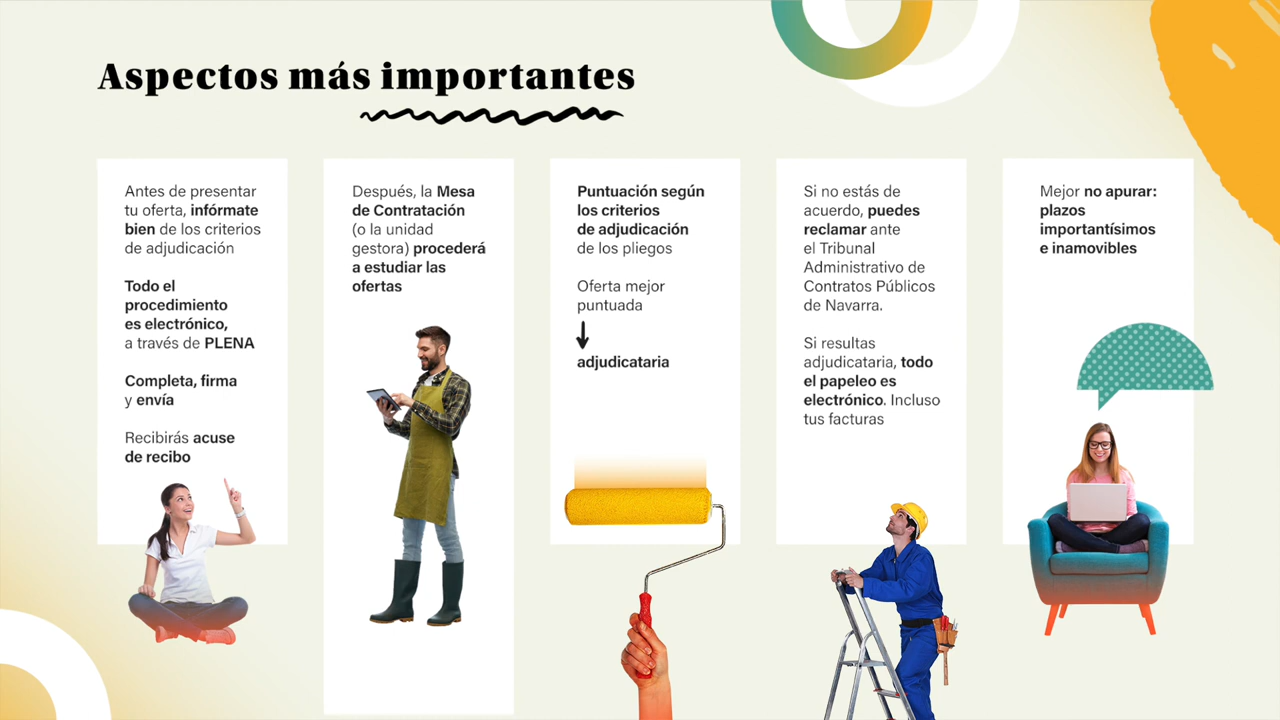 Aspectos más importantes
Antes de presentar
tu oferta, infórmate
bien de los criterios
de adjudicación
Todo el
procedimiento
es electrónico,
a través de PLENA
Completa, firma
y envía
Recibirás acuse
de recibo
Después, la Mesa
de Contratación
(o la unidad
gestora) procederá
a estudiar las
ofertas
Puntuación según
los criterios
de adjudicación
de los pliegos
Oferta mejor
puntuada
adjudicataria
Si no estás de
acuerdo, puedes
reclamar ante
el Tribunal
Administrativo de
Contratos Públicos
de Navarra.
Si resultas
adjudicataria, todo
el papeleo es
electrónico. Incluso
tus facturas
Mejor no apurar:
plazos
importantísimos
e inamovibles